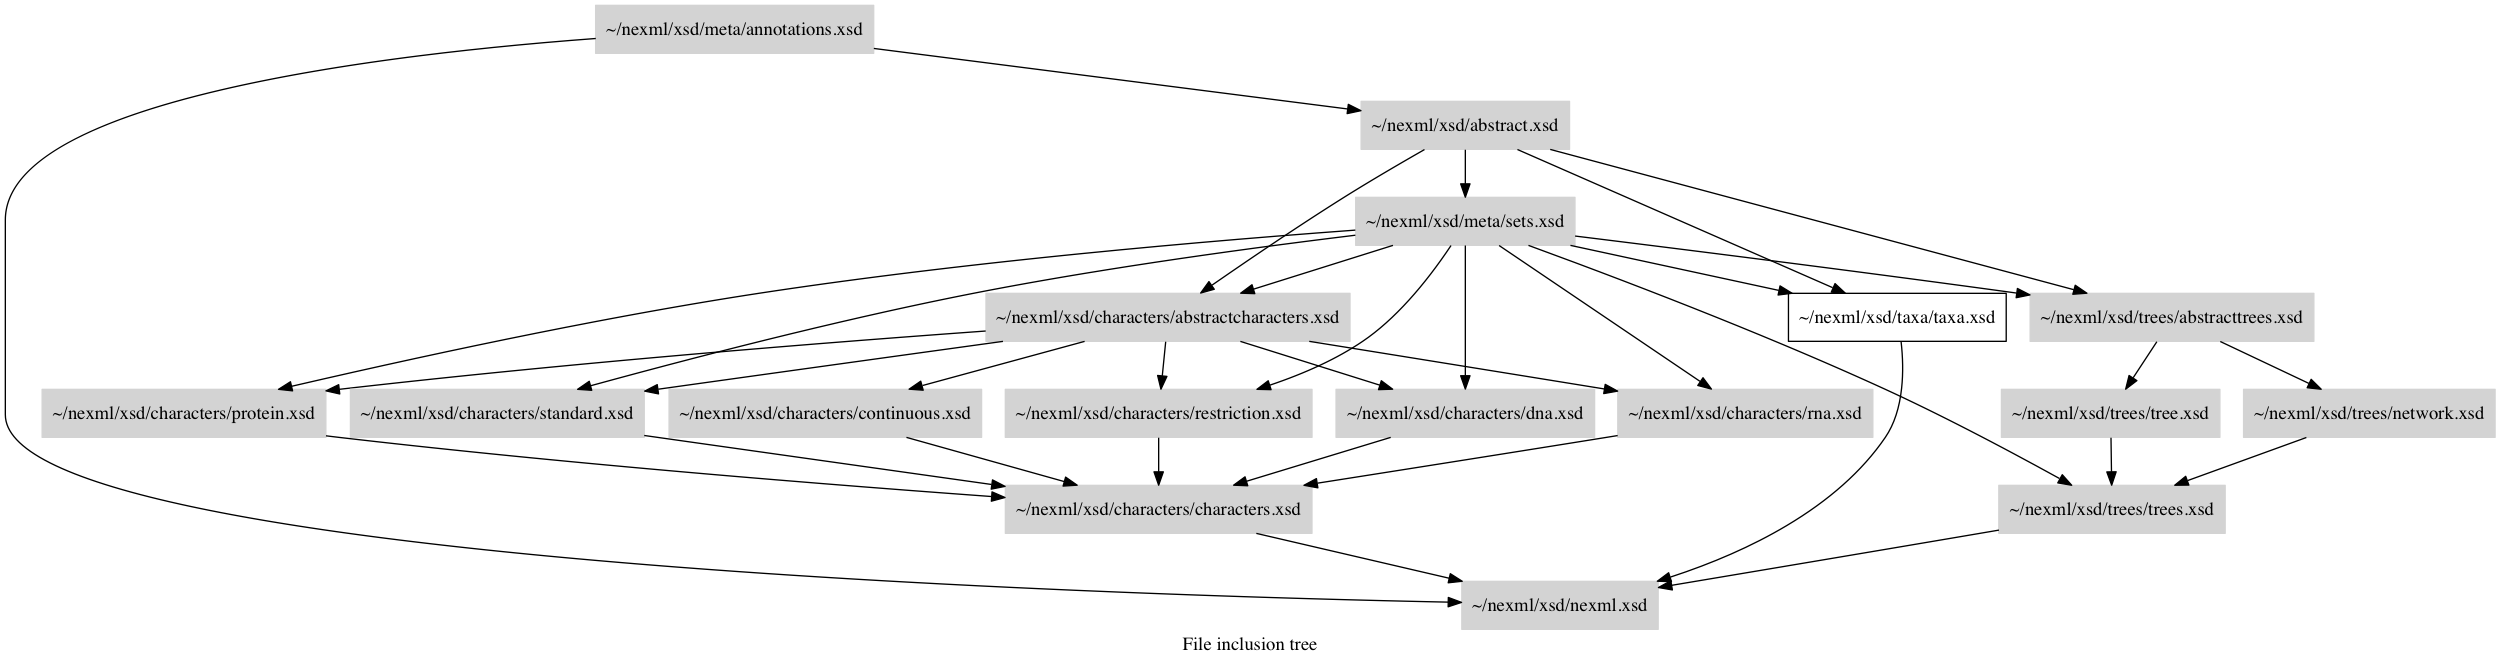 ~/nexml/xsd/meta/annotations.xsd
~/nexml/xsd/abstract.xsd
~/nexml/xsd/meta/sets.xsd
~/nexml/xsd/characters/abstractcharacters.xsd
~/nexml/xsd/taxa/taxa.xsd
~/nexml/xsd/trees/abstracttrees.xsd
~/nexml/xsd/characters/protein.xsd
~/nexml/xsd/characters/standard.xsd
~/nexml/xsd/characters/continuous.xsd
~/nexml/xsd/characters/restriction.xsd
~/nexml/xsd/characters/dna.xsd
~/nexml/xsd/characters/rna.xsd
~/nexml/xsd/trees/tree.xsd
~/nexml/xsd/trees/network.xsd
~/nexml/xsd/characters/characters.xsd
~/nexml/xsd/trees/trees.xsd
~/nexml/xsd/nexml.xsd
File inclusion tree